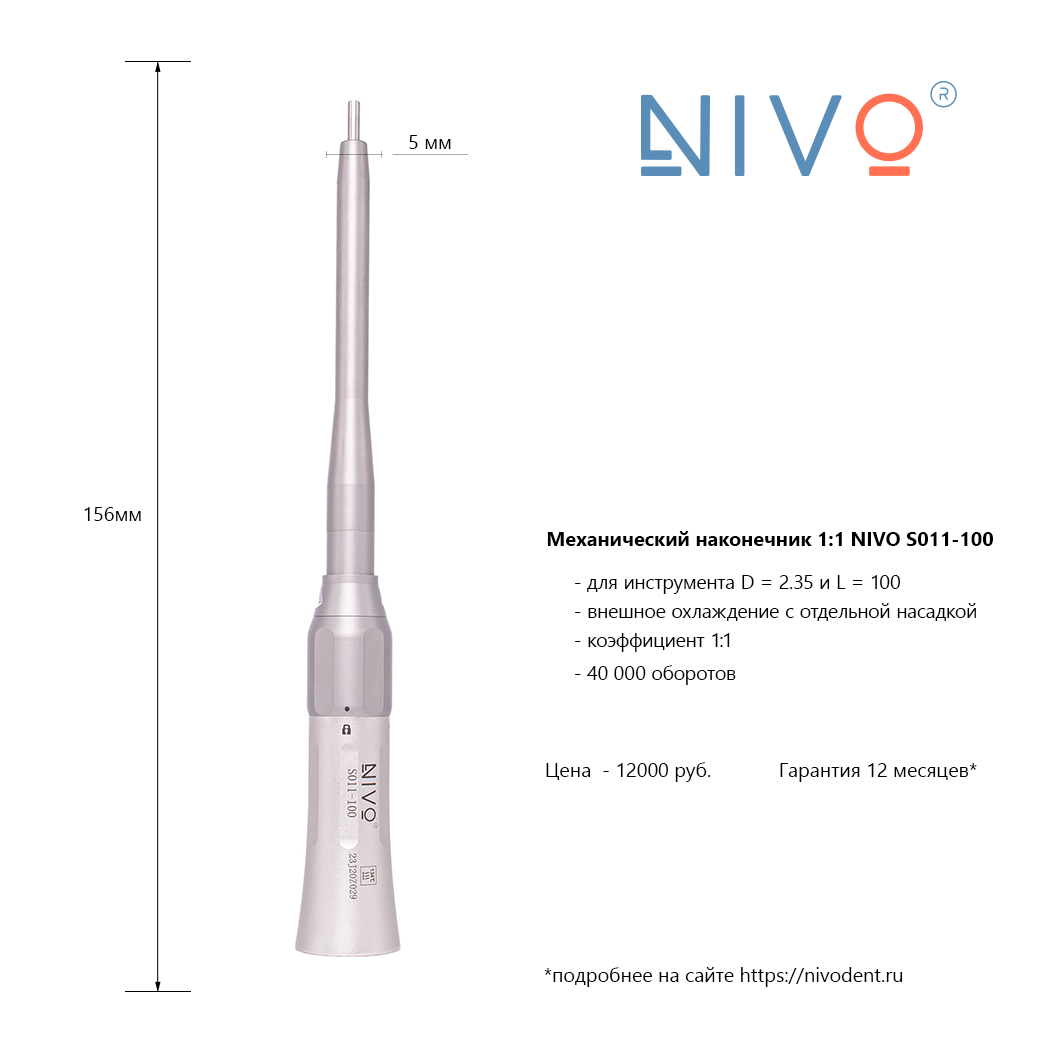 NIVO ®
5 мм
156мм
Механический наконечник 1:1 NIVO S011-100
- для инструмента D = 2.35 и L = 100
- внешное охлаждение с отдельной насадкой
- коэффициент 1:1
- 40 000 оборотов
Цена - 12000 руб. Гарантия 12 месяцев*
NIVO ®
S011-100
23J20Z029
135°C
*подробнее на сайте https://nivodent.ru